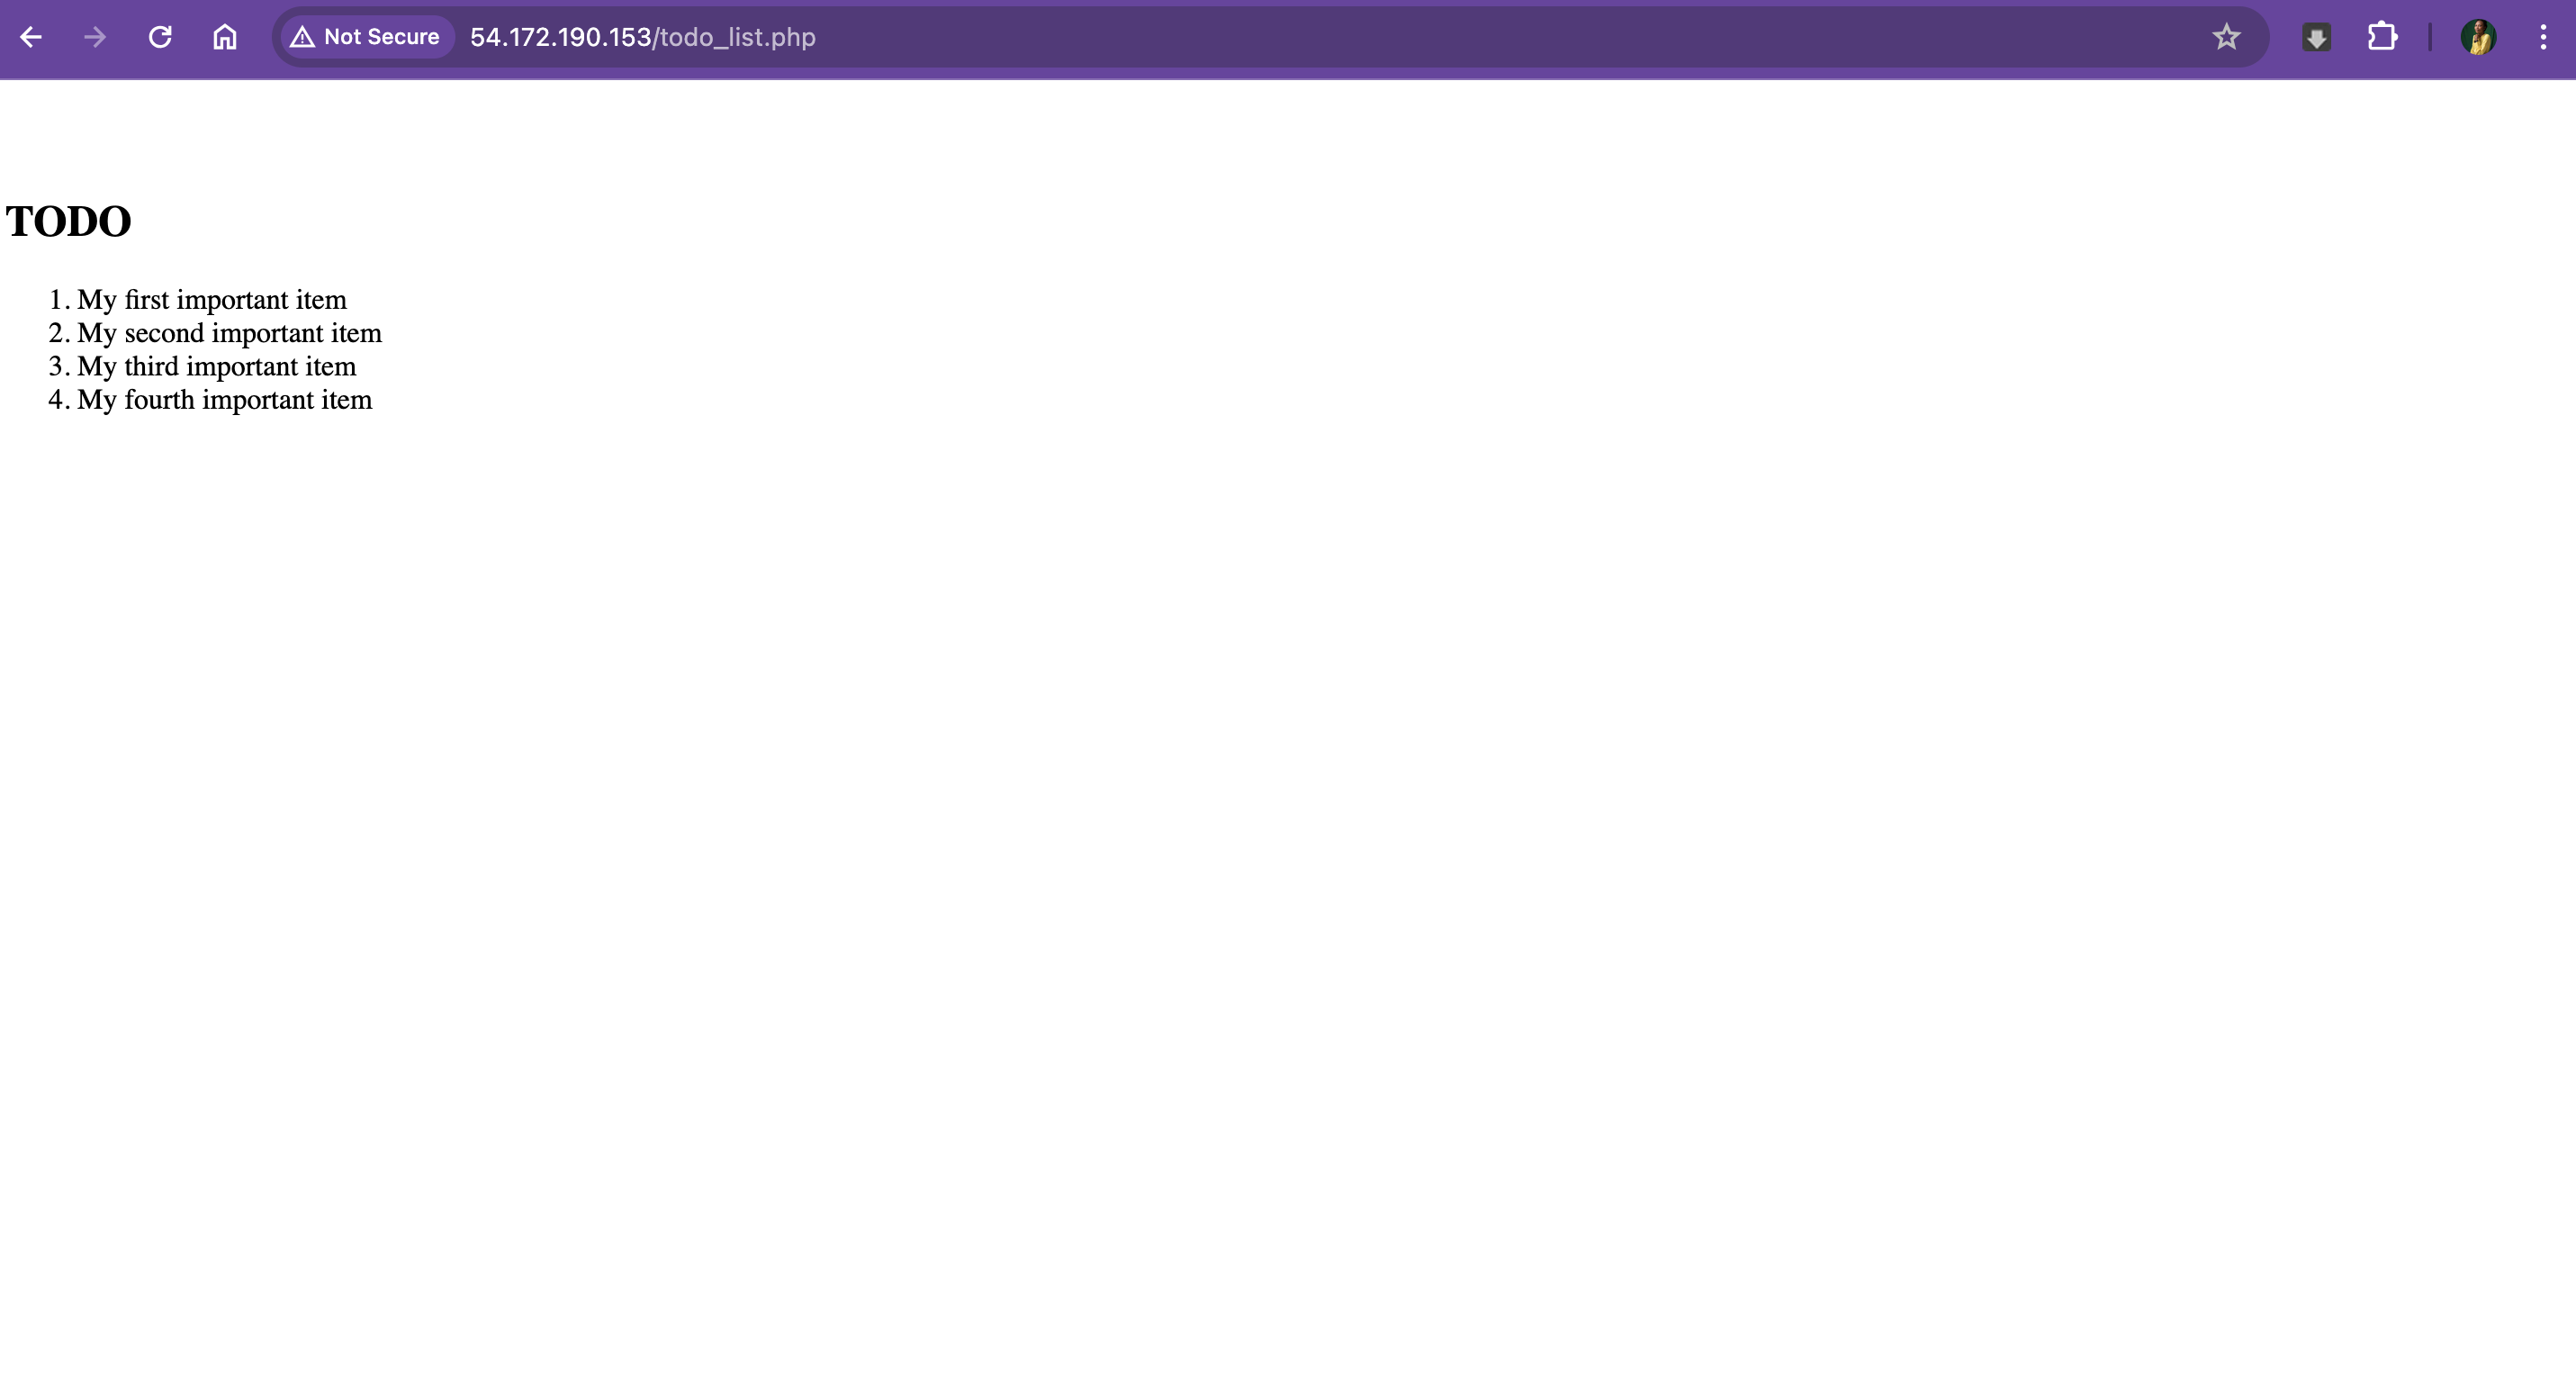 Not Secure 54.172.190.153/todo_list.php
TODO
1. My first important item
2. My second important item
3. My third important item
4. My fourth important item